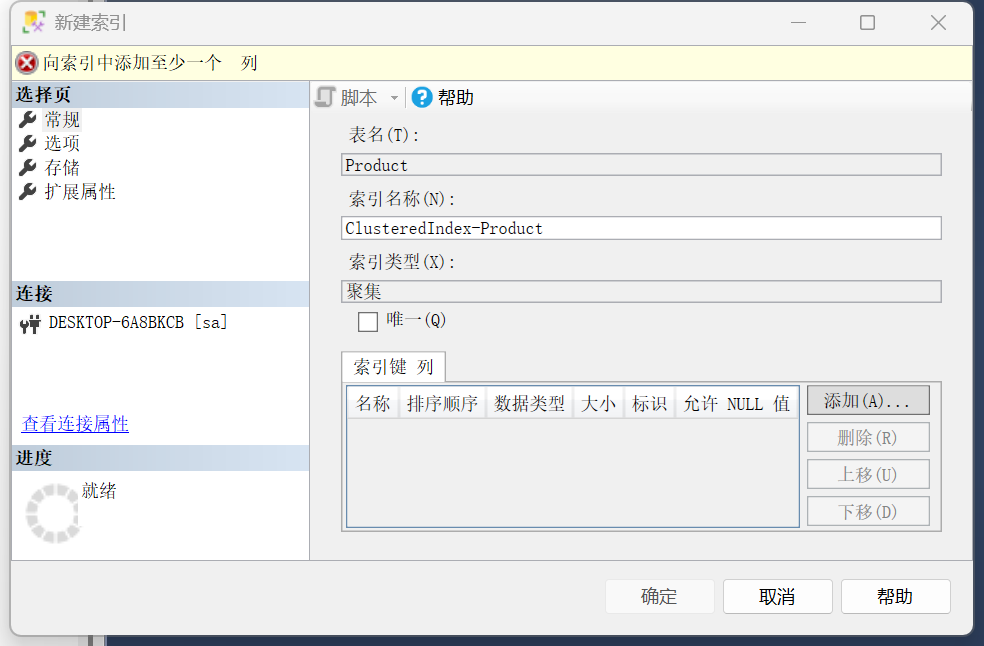 新建索引
向索引中添加至少一个 列
选择页
常规
选项
存储
扩展属性
连接
DESKTOP-6A8BKCB [sa]
查看连接属性
进度
就绪
脚本 帮助
表名(T):
Product
索引名称(N):
ClusteredIndex-Product
索引类型(X):
聚集
唯一(Q)
索引键 列
名称 排序顺序 数据类型 大小 标识 允许 NULL 值
添加(A)...
删除(R)
上移(U)
下移(D)
确定 取消 帮助